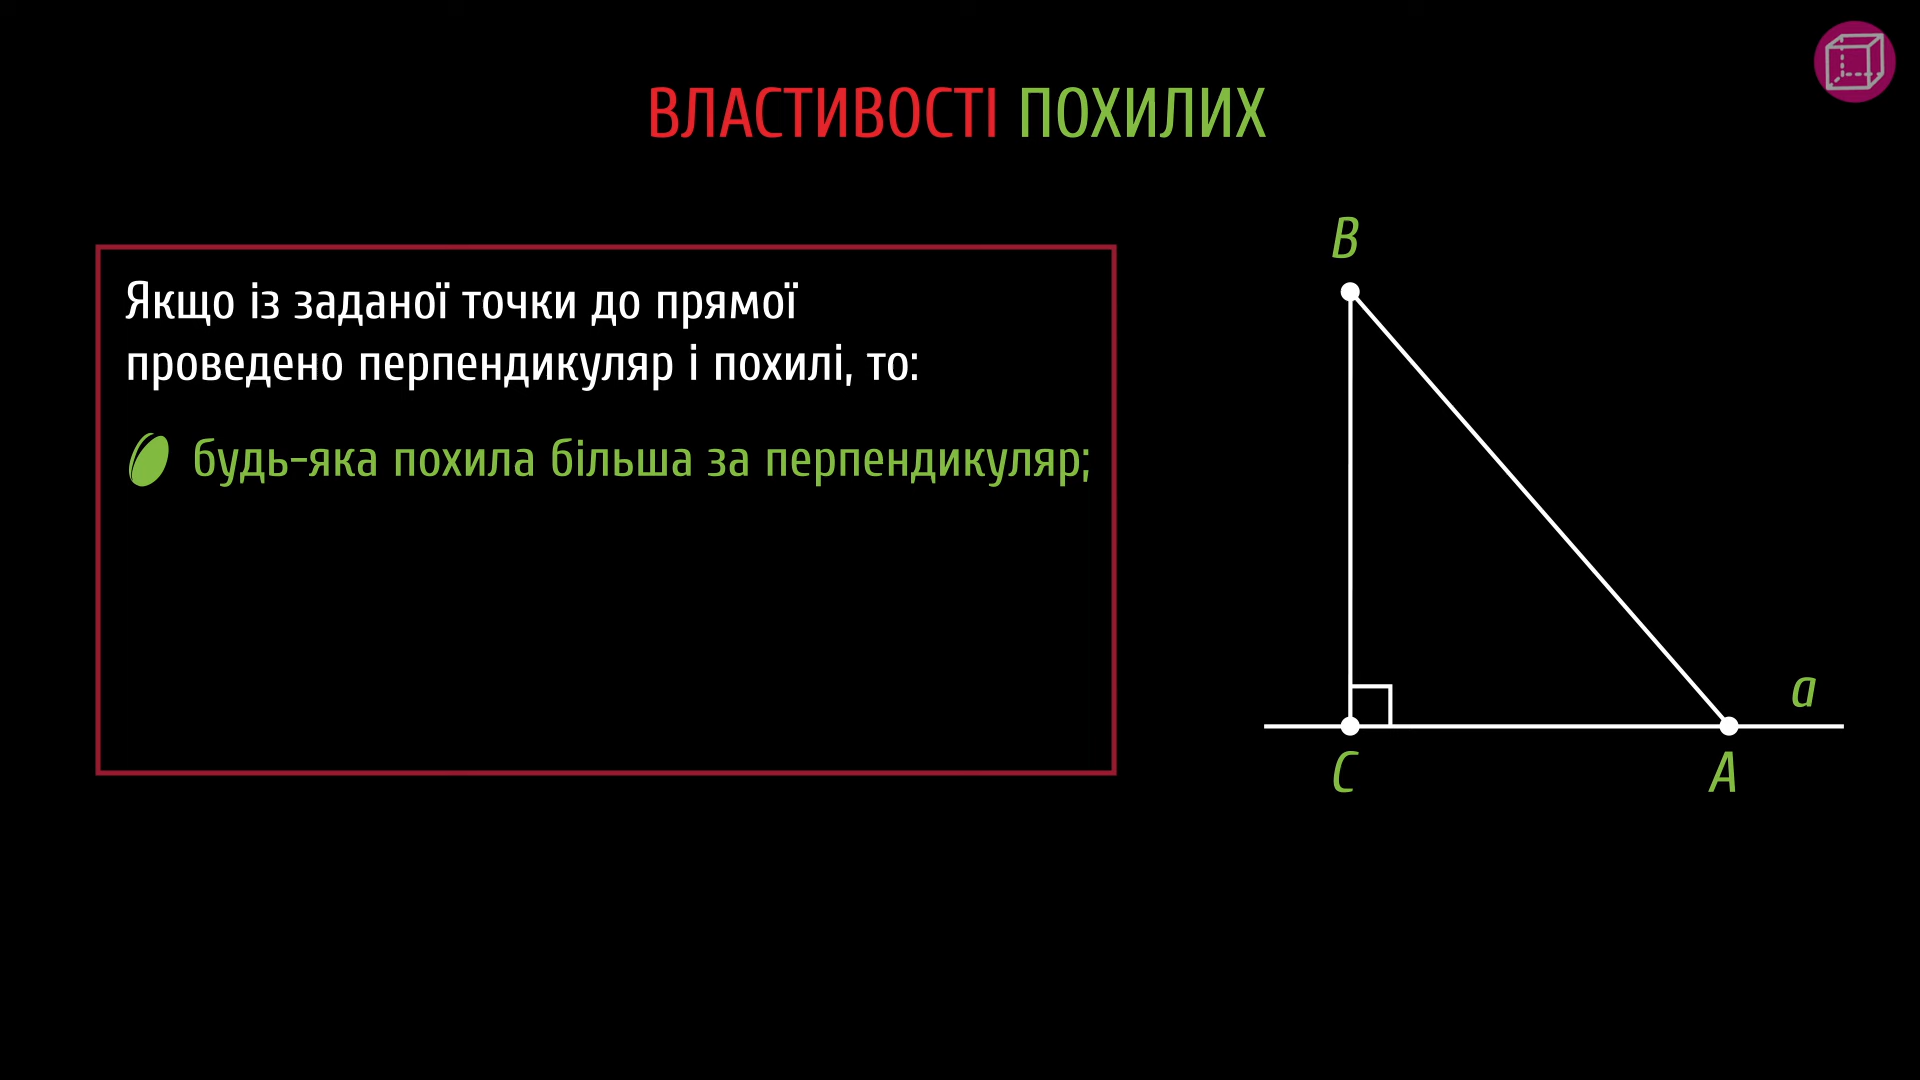 ВЛАСТИВОСТІ ПОХИЛИХ
Якщо із заданої точки до прямої
проведено перпендикуляр і похилі, то:
будь-яка похила більша за перпендикуляр;
B
a
C
A